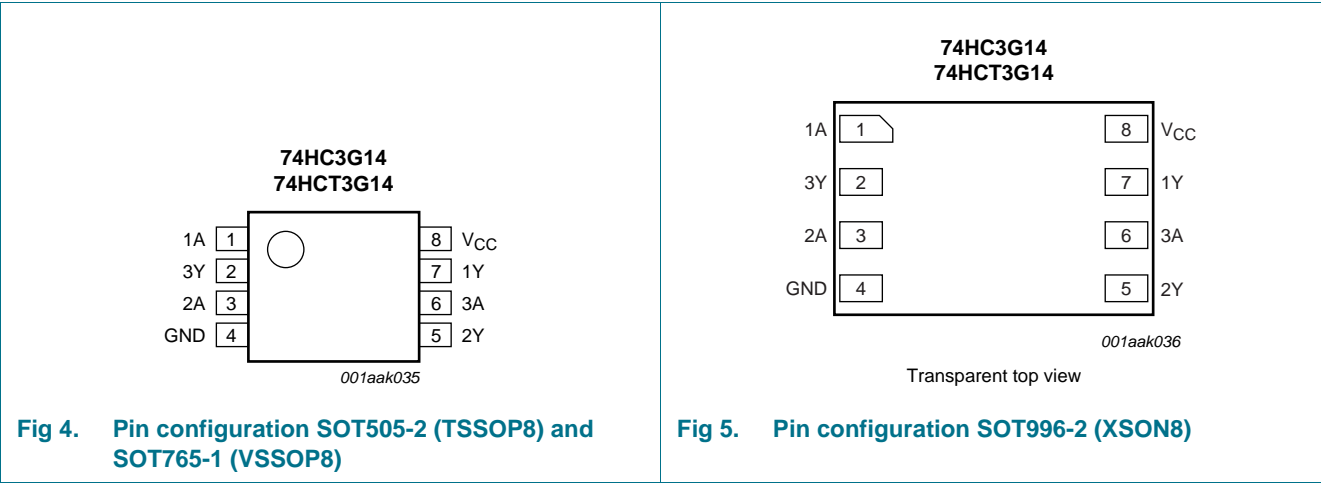 74HC3G14
74HCT3G14
1A 1 8 VCC
3Y 2 7 1Y
2A 3 6 3A
GND 4 5 2Y
001aak035
Fig 4. Pin configuration SOT505-2 (TSSOP8) and
SOT765-1 (VSSOP8)
74HC3G14
74HCT3G14
1A 1 8 VCC
3Y 2 7 1Y
2A 3 6 3A
GND 4 5 2Y
001aak036
Transparent top view
Fig 5. Pin configuration SOT996-2 (XSON8)